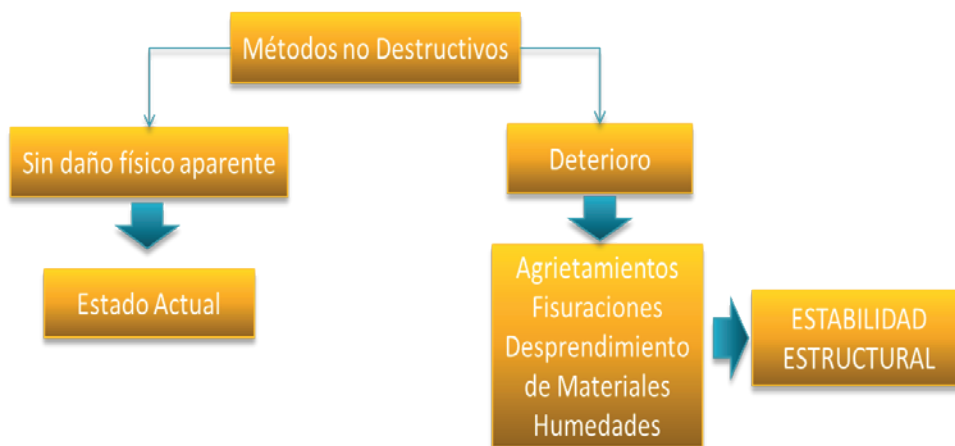 Métodos no Destructivos
Sin daño físico aparente
Deterioro
Estado Actual
Agrietamientos
Fisuraciones
Desprendimiento
de Materiales
Humedades
ESTABILIDAD
ESTRUCTURAL